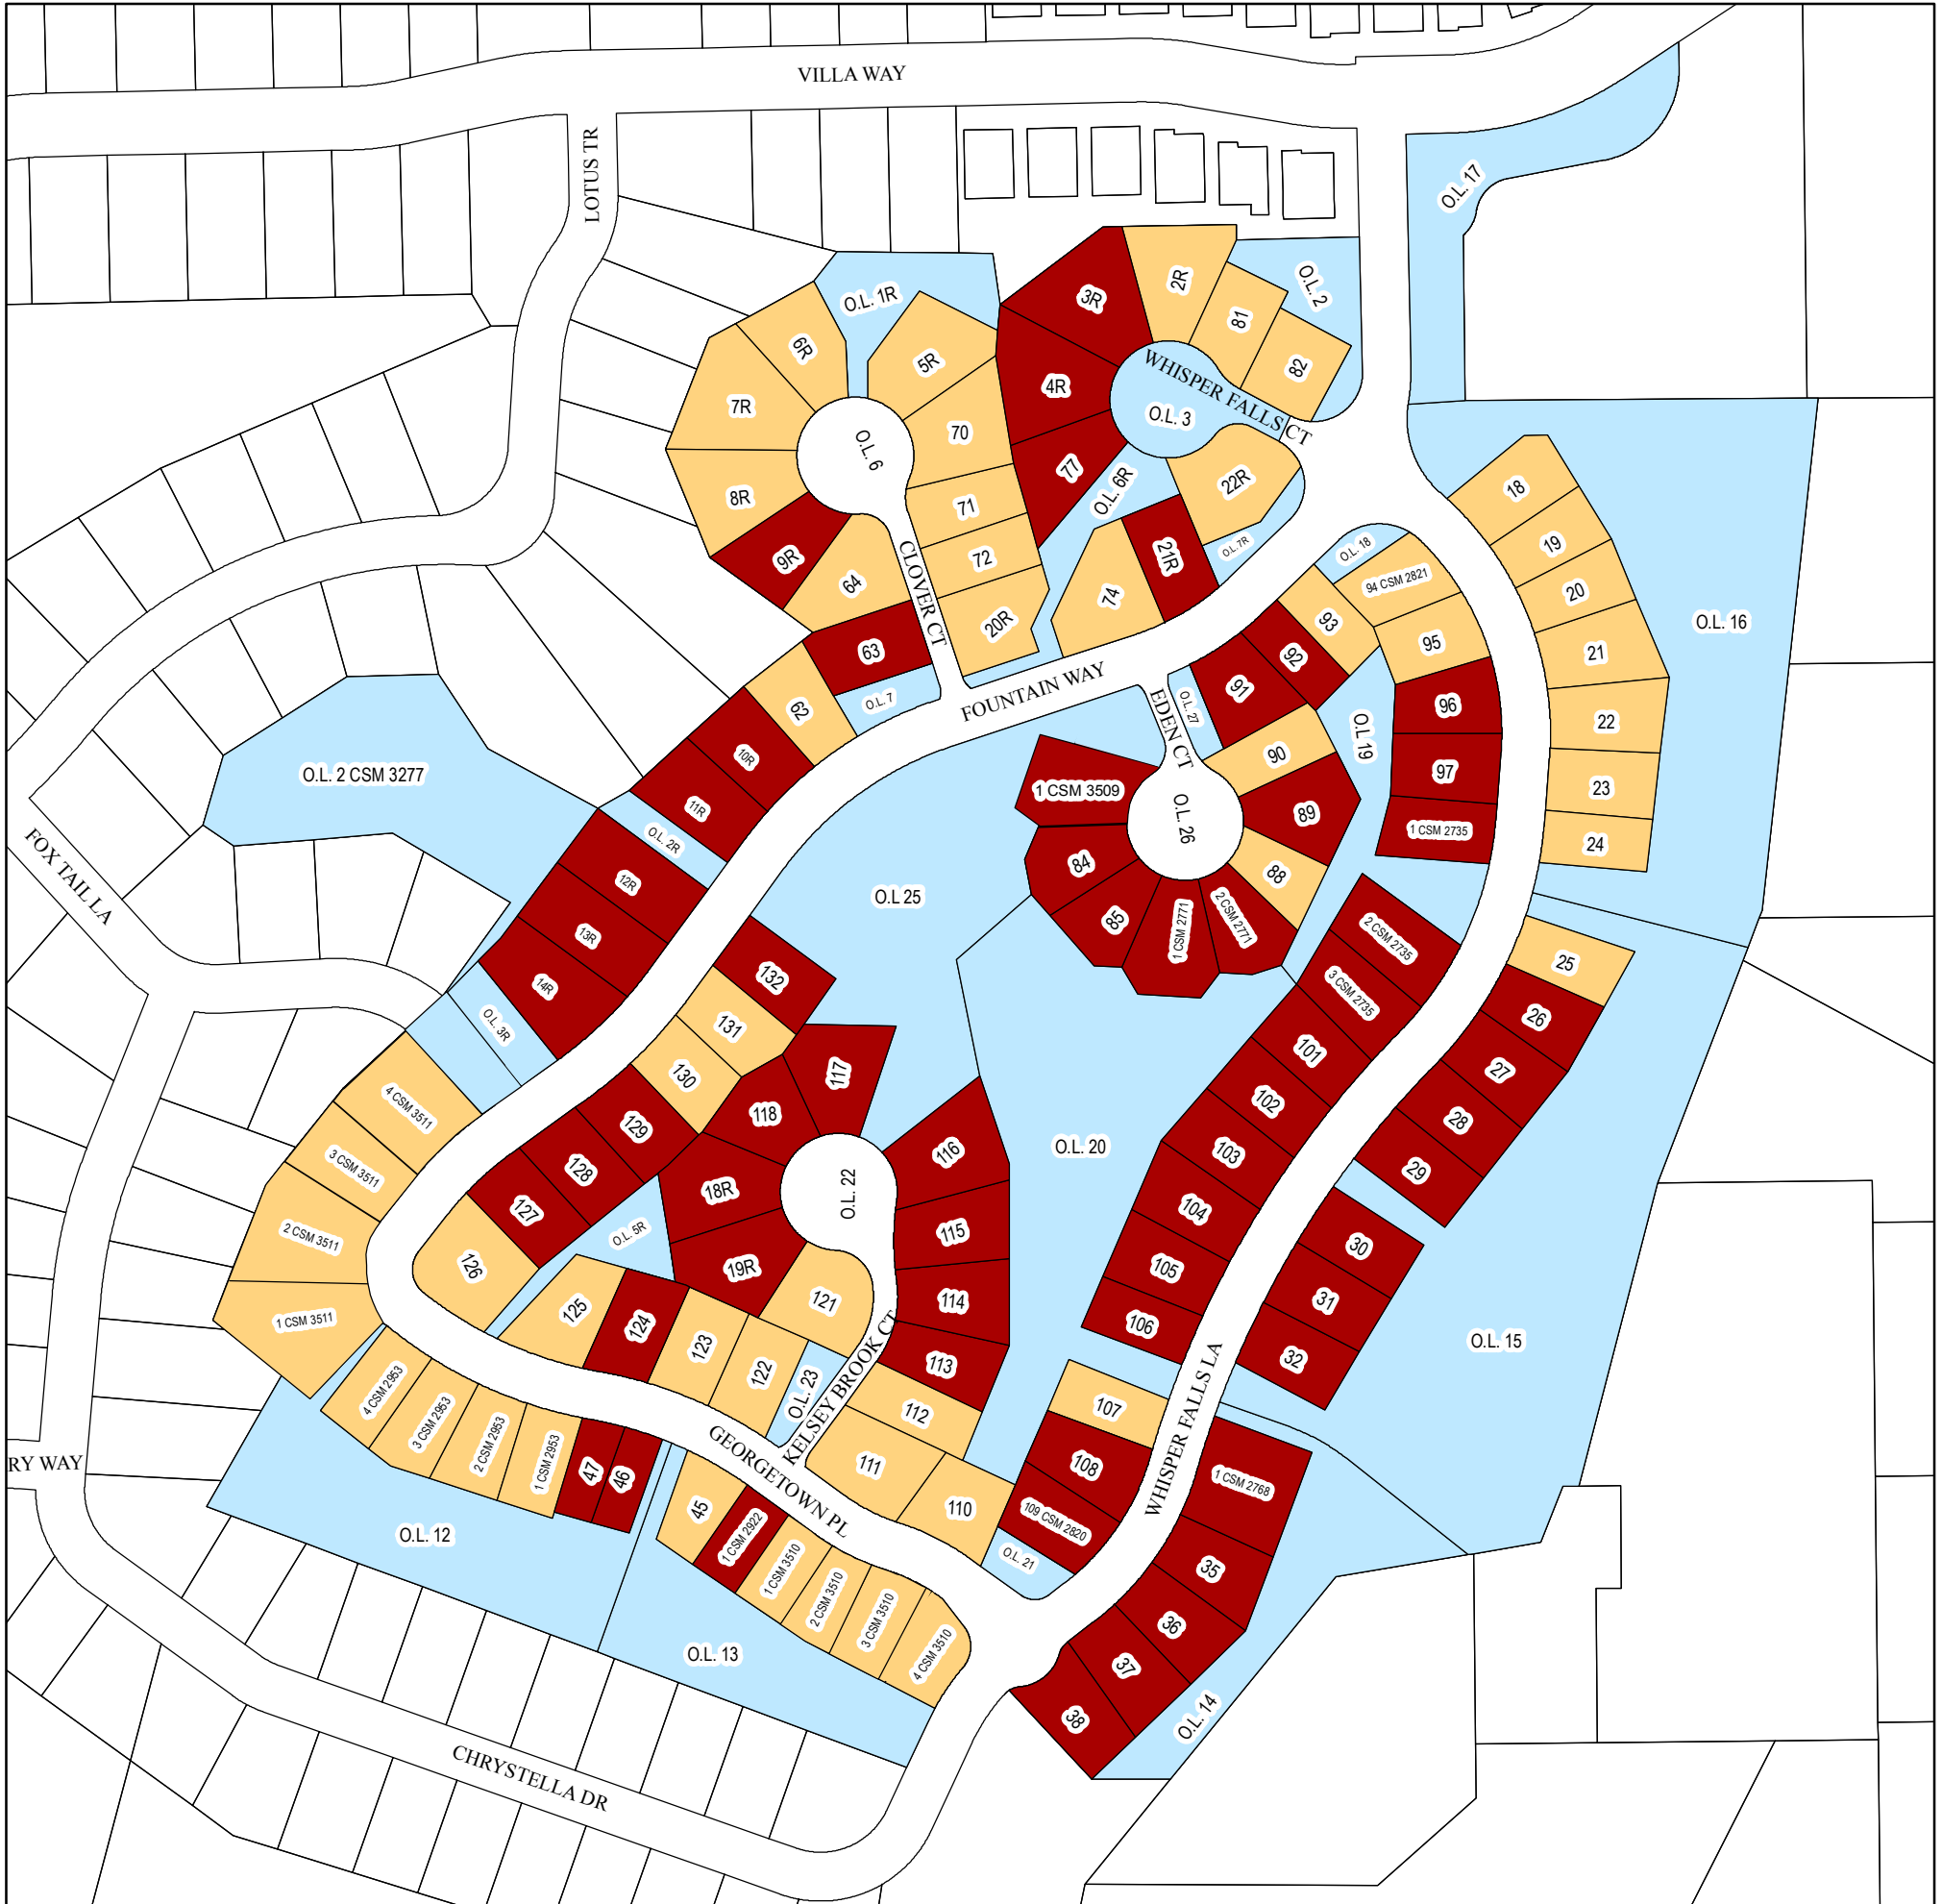 VILLA WAY
LOTUS TR
O.L. 17
O.L. 1R
3R
2R
O.L. 2
81
82
6R
5R
7R
4R
WHISPER FALLS CT
O.L. 3
70
O.L. 6
77
O.L. 6R
22R
8R
71
72
O.L. 7R
O.L. 18
18
19
20
9R
64
CLOVER CT
20R
74
21R
94 CSM 2821
93
95
21
O.L. 16
63
62
O.L. 7
FOUNTAIN WAY
92
91
O.L. 27
EDEN CT
96
O.L 19
22
10R
90
97
23
O.L. 2 CSM 3277
11R
1 CSM 3509
O.L. 26
89
1 CSM 2735
24
O.L. 2R
FOX TAIL LA
12R
O.L 25
84
88
85
1 CSM 2771
2 CSM 2771
2 CSM 2735
3 CSM 2735
25
13R
14R
132
26
O.L. 3R
131
101
27
130
117
102
28
4 CSM 3511
129
118
116
O.L. 20
103
29
3 CSM 3511
128
18R
O.L. 22
104
2 CSM 3511
127
O.L. 5R
115
30
126
19R
105
1 CSM 3511
125
121
114
31
124
106
123
122
O.L. 23
KELSEY BROOK CT
113
32
O.L. 15
4 CSM 2953
3 CSM 2953
2 CSM 2953
1 CSM 2953
112
107
WHISPER FALLS LA
RY WAY
47
46
GEORGETOWN PL
111
108
1 CSM 2768
O.L. 12
45
1 CSM 2922
110
109 CSM 2820
O.L. 21
35
1 CSM 3510
2 CSM 3510
3 CSM 3510
4 CSM 3510
36
O.L. 13
37
38
O.L. 14
CHRYSTELLA DR